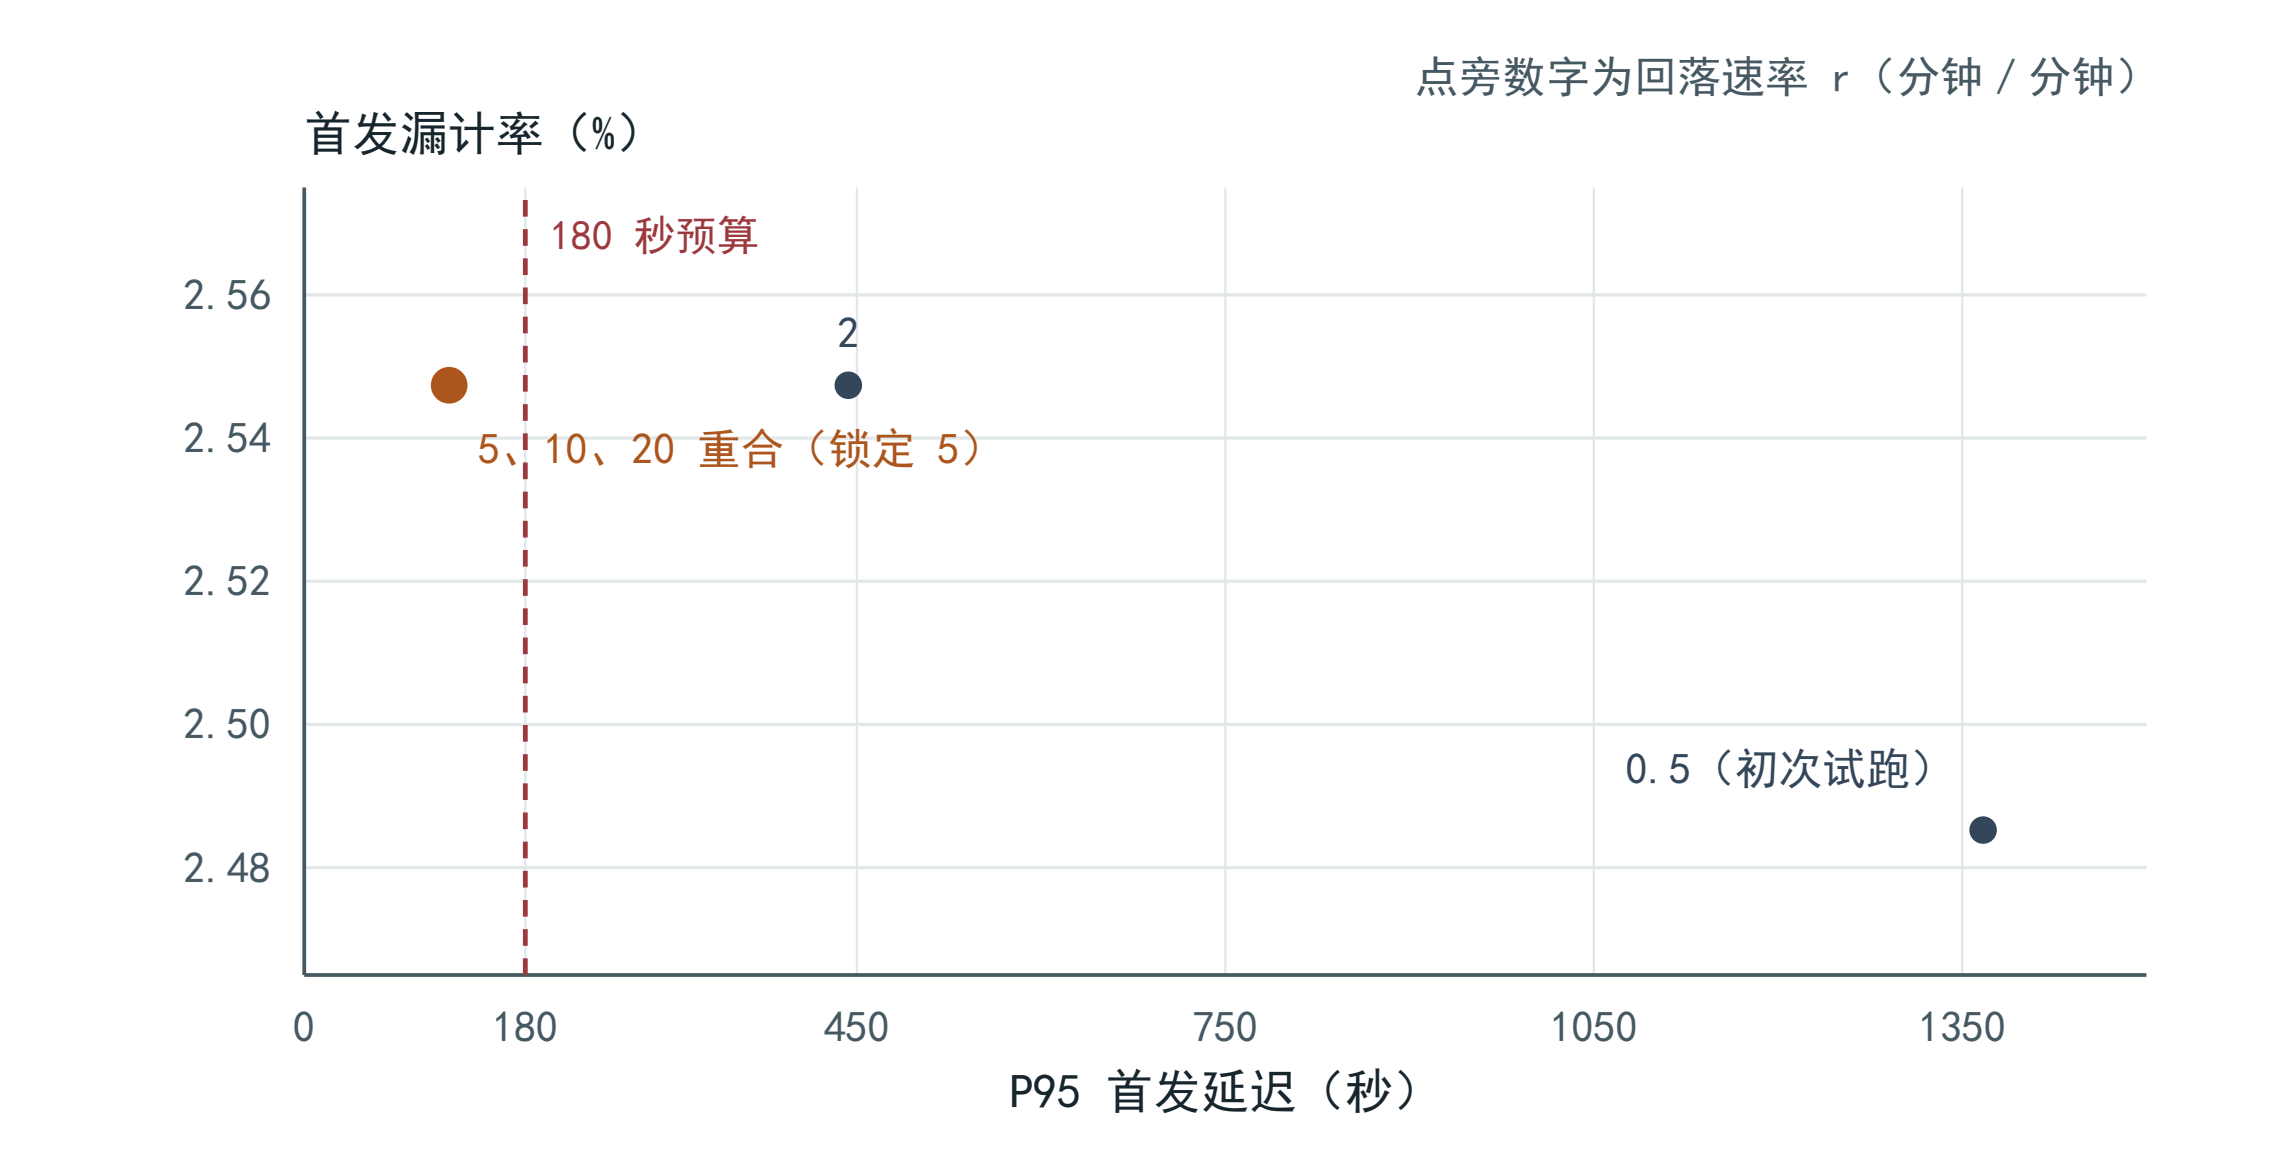 点旁数字为回落速率 r（分钟 / 分钟）
首发漏计率（%）
180 秒预算
2.56
2
2.54
5、10、20 重合（锁定 5）
2.52
2.50
0.5（初次试跑）
2.48
0 180 450 750 1050 1350
P95 首发延迟（秒）